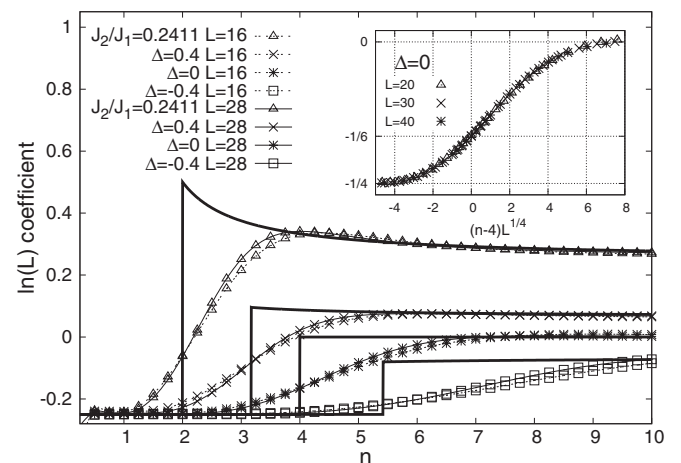 1
0.8
0.6
0.4
0.2
0
-0.2
ln(L) coefficient
1 2 3 4 5 6 7 8 9 10
n
J2/J1=0.2411 L=16
Δ=0.4 L=16
Δ=0 L=16
Δ=-0.4 L=16
J2/J1=0.2411 L=28
Δ=0.4 L=28
Δ=0 L=28
Δ=-0.4 L=28
Δ=0
L=20
L=30
L=40
0
-1/6
-1/4
-4 -2 0 2 4 6 8
(n-4)L^1/4